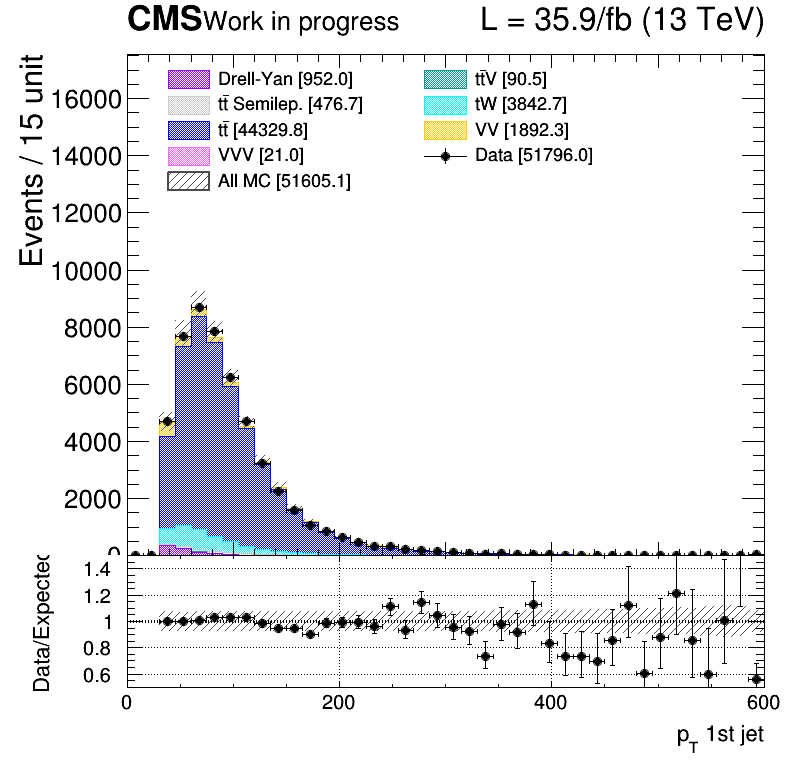 CMS Work in progress L = 35.9/fb (13 TeV)
Events / 15 unit
Drell-Yan [952.0]
tt̄V [90.5]
tt̄ Semilep. [476.7]
tW [3842.7]
tt̄ [44329.8]
VV [1892.3]
VVV [21.0]
Data [51796.0]
All MC [51605.1]
16000
14000
12000
10000
8000
6000
4000
2000
0
Data/Expected
1.4
1.2
1
0.8
0.6
0 200 400 600
p_T 1st jet